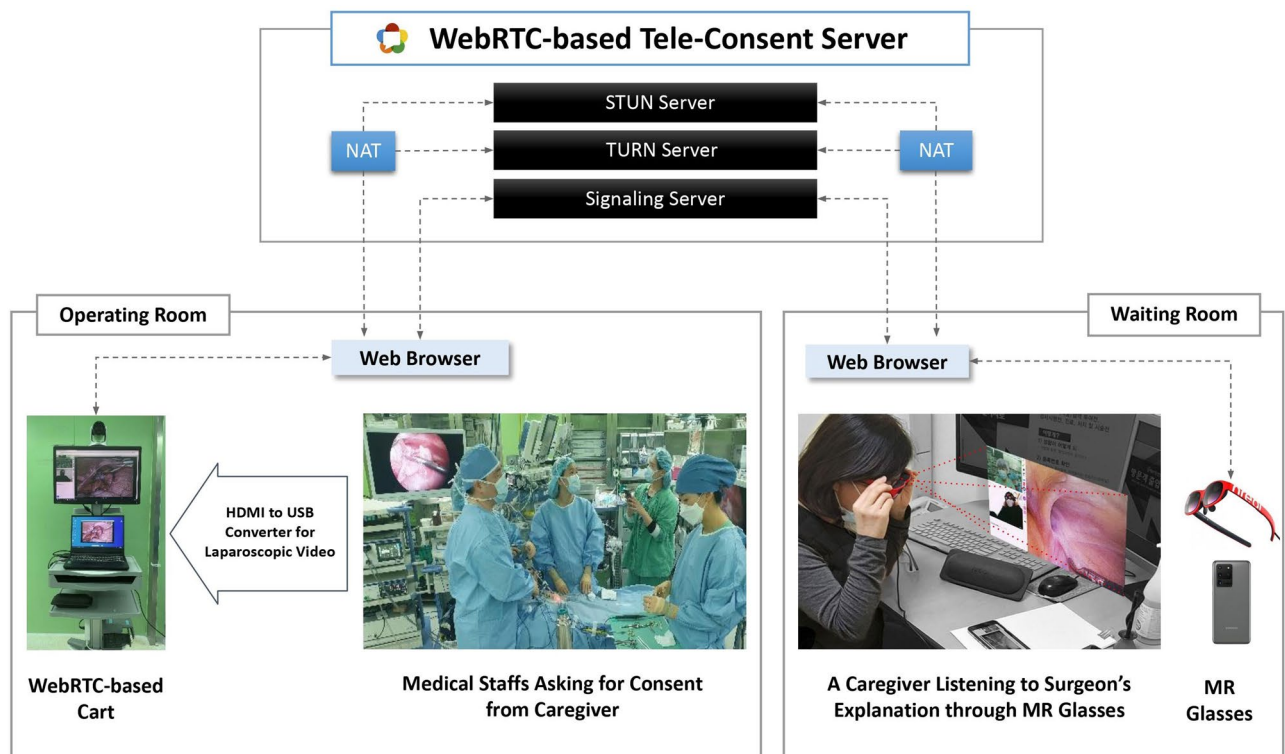 WebRTC-based Tele-Consent Server
STUN Server
NAT
TURN Server
NAT
Signaling Server
Operating Room
Waiting Room
Web Browser
Web Browser
HDMI to USB
Converter for
Laparoscopic Video
WebRTC-based
Cart
Medical Staffs Asking for Consent
from Caregiver
A Caregiver Listening to Surgeon's
Explanation through MR Glasses
MR
Glasses